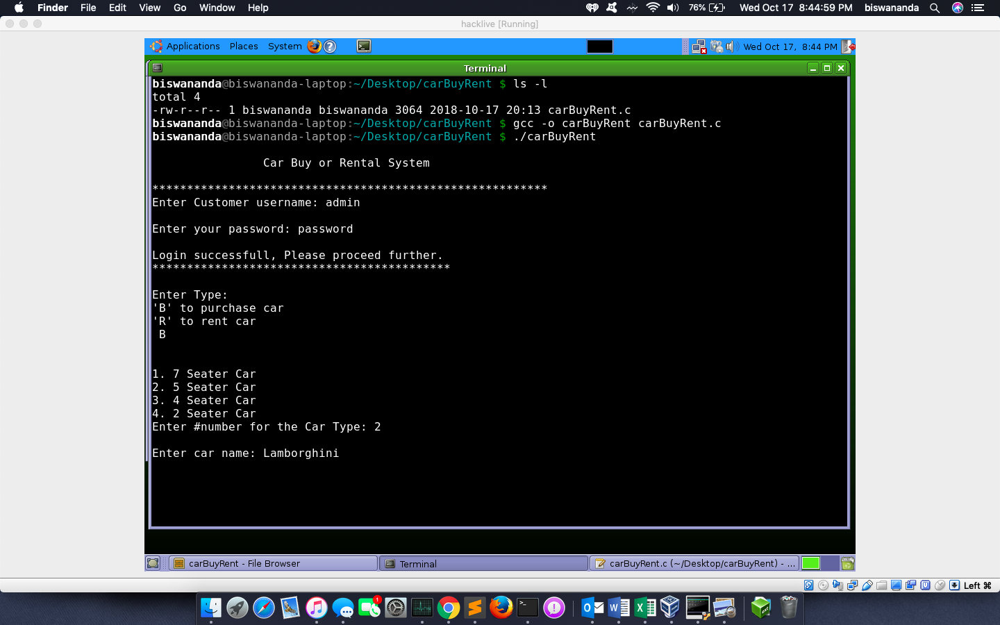 Finder File Edit View Go Window Help 76% Wed Oct 17 8:44:59 PM biswananda
hacklive [Running]
Applications Places System Wed Oct 17, 8:44 PM
Terminal
biswananda@biswananda-laptop:~/Desktop/carBuyRent $ ls -l
total 4
-rw-r--r-- 1 biswananda biswananda 3064 2018-10-17 20:13 carBuyRent.c
biswananda@biswananda-laptop:~/Desktop/carBuyRent $ gcc -o carBuyRent carBuyRent.c
biswananda@biswananda-laptop:~/Desktop/carBuyRent $ ./carBuyRent
Car Buy or Rental System
*********************************************************
Enter Customer username: admin
Enter your password: password
Login successfull, Please proceed further.
*******************************************
Enter Type:
'B' to purchase car
'R' to rent car
B
1. 7 Seater Car
2. 5 Seater Car
3. 4 Seater Car
4. 2 Seater Car
Enter #number for the Car Type: 2
Enter car name: Lamborghini
carBuyRent - File Browser Terminal carBuyRent.c (~/Desktop/carBuyRent) - ...
Left ⌘
1